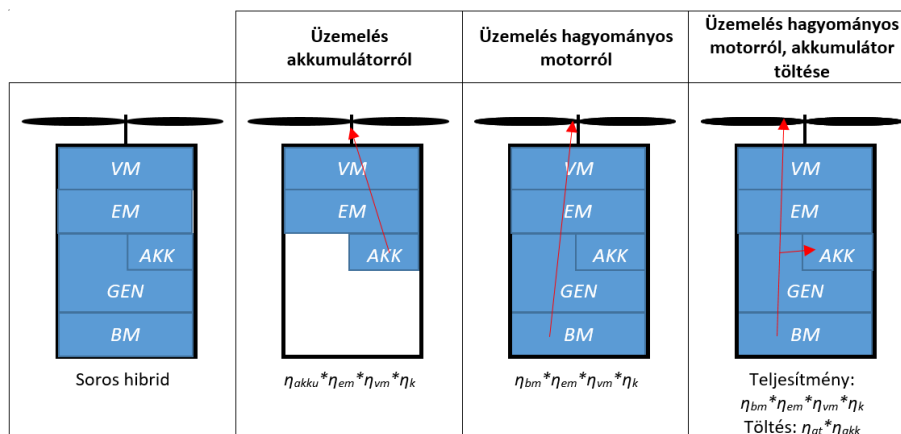 Üzemelés
akkumulátorról
Üzemelés hagyományos
motorról
Üzemelés hagyományos
motorról, akkumulátor
töltése
VM
EM
AKK
GEN
BM
Soros hibrid
VM
EM
AKK
ηakku*ηem*ηvm*ηk
VM
EM
AKK
GEN
BM
ηbm*ηem*ηvm*ηk
VM
EM
AKK
GEN
BM
Teljesítmény:
ηbm*ηem*ηvm*ηk
Töltés: ηat*ηakk